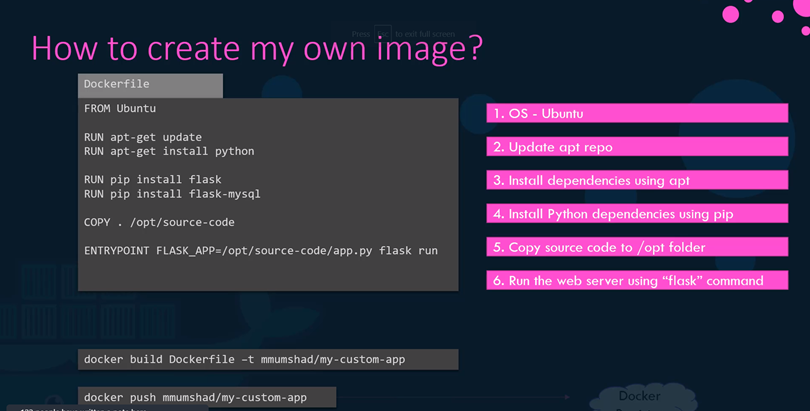 Press Esc to exit full screen
How to create my own image?
Dockerfile
FROM Ubuntu
RUN apt-get update
RUN apt-get install python
RUN pip install flask
RUN pip install flask-mysql
COPY . /opt/source-code
ENTRYPOINT FLASK_APP=/opt/source-code/app.py flask run
1. OS - Ubuntu
2. Update apt repo
3. Install dependencies using apt
4. Install Python dependencies using pip
5. Copy source code to /opt folder
6. Run the web server using “flask” command
docker build Dockerfile –t mmumshad/my-custom-app
docker push mmumshad/my-custom-app
Docker